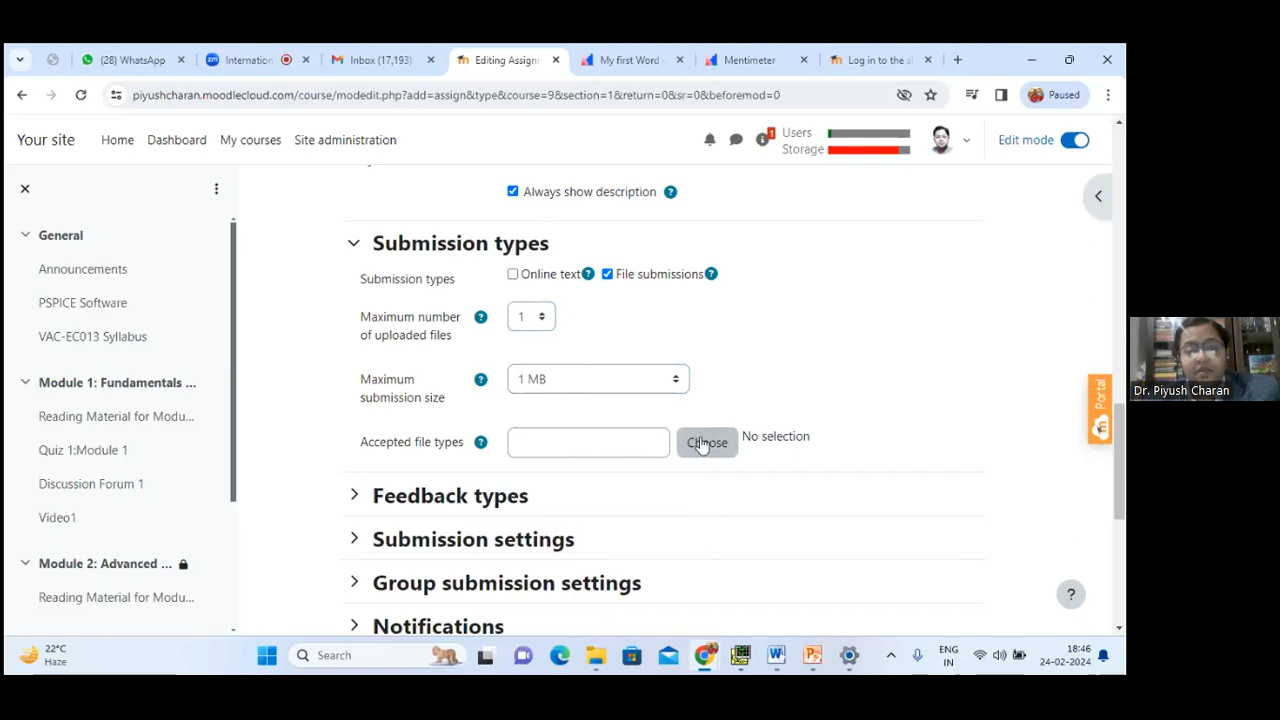 (28) WhatsApp
Internation
Inbox (17,193)
Editing Assign
My first Word
Mentimeter
Log in to the si
piyushcharan.moodlecloud.com/course/modedit.php?add=assign&type&course=9&section=1&return=0&sr=0&beforemod=0
Paused
Your site
Home
Dashboard
My courses
Site administration
1
Users
Storage
Edit mode
Always show description
General
Announcements
PSPICE Software
VAC-EC013 Syllabus
Module 1: Fundamentals ...
Reading Material for Modu...
Quiz 1:Module 1
Discussion Forum 1
Video1
Module 2: Advanced ...
Reading Material for Modu...
Submission types
Submission types
Online text
File submissions
Maximum number
of uploaded files
1
Maximum
submission size
1 MB
Accepted file types
Choose
No selection
Feedback types
Submission settings
Group submission settings
Notifications
Portal
Dr. Piyush Charan
22°C
Haze
Search
ENG
IN
18:46
24-02-2024